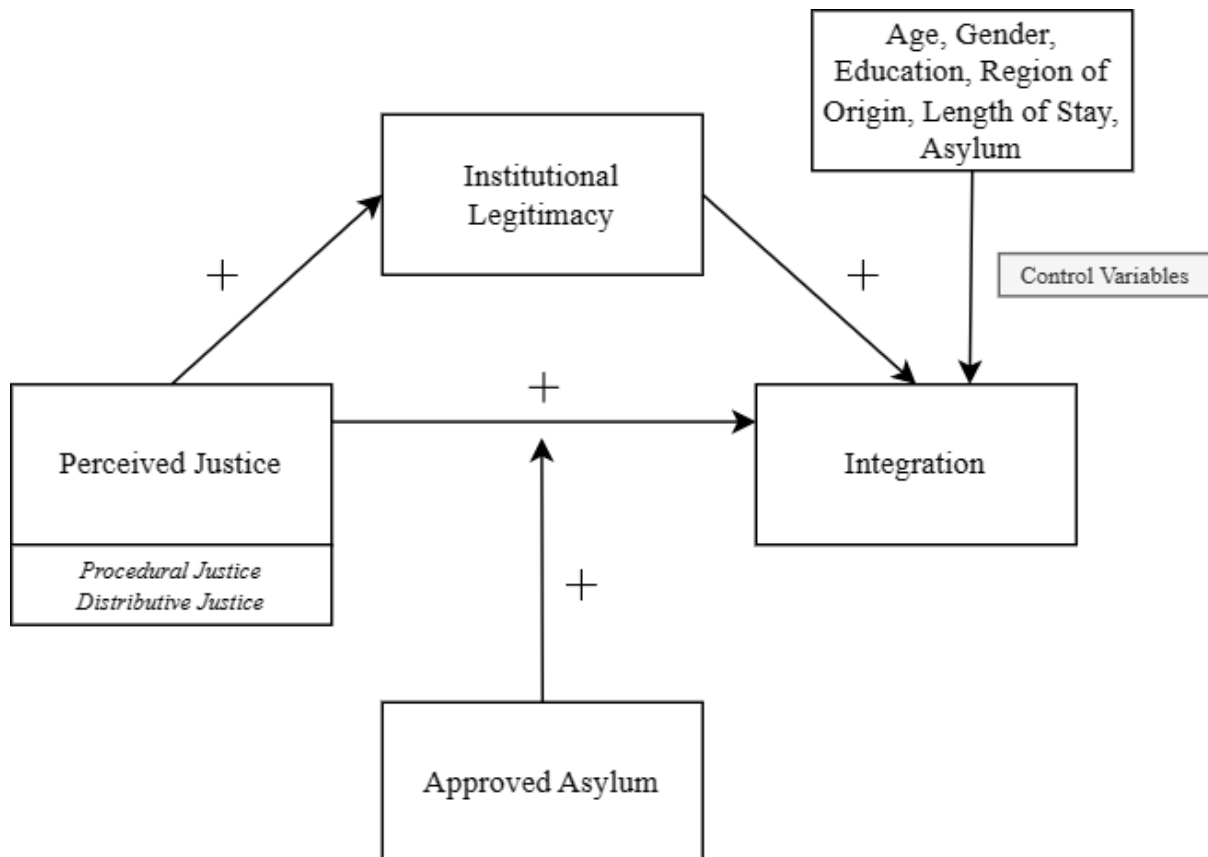 Age, Gender,
Education, Region of
Origin, Length of Stay,
Asylum
Institutional
Legitimacy
+
+
Control Variables
+
Perceived Justice
Integration
Procedural Justice
Distributive Justice
+
Approved Asylum